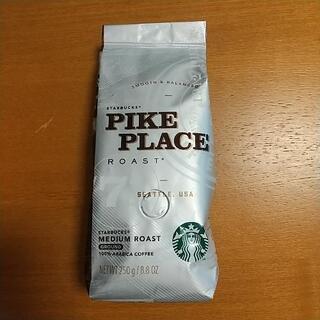 SMOOTH & BALANCED
STARBUCKS®
PIKE
PLACE
ROAST®
SEATTLE, USA
STARBUCKS®
MEDIUM ROAST
GROUND
100% ARABICA COFFEE
NET WT 250g / 8.8 OZ